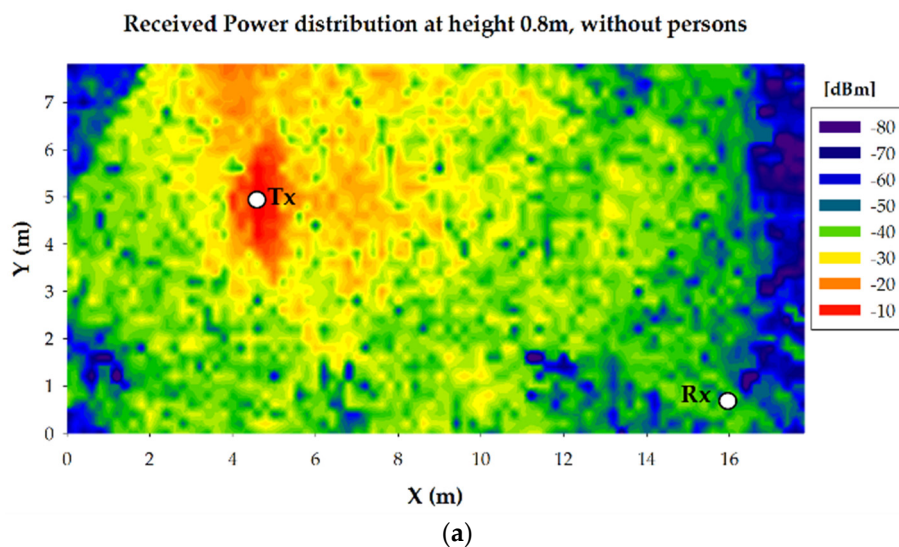 Received Power distribution at height 0.8m, without persons
[dBm]
-80
-70
-60
-50
-40
-30
-20
-10
7
6
5
4
3
2
1
0
Y (m)
Tx
Rx
0 2 4 6 8 10 12 14 16
X (m)
(a)